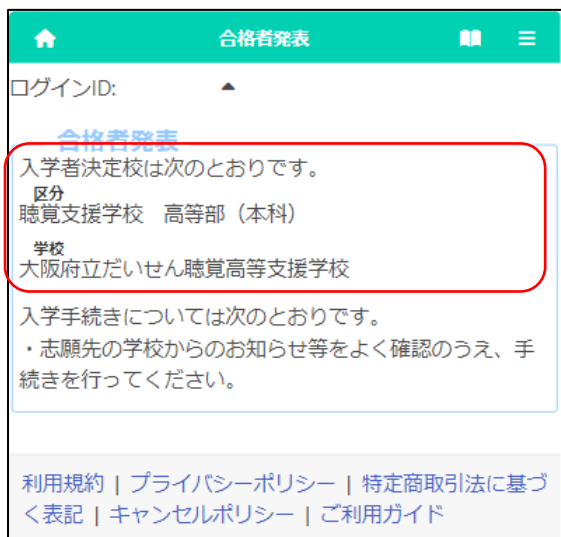 合格者発表
ログインID:
合格者発表
入学者決定校は次のとおりです。
区分
聴覚支援学校　高等部（本科）
学校
大阪府立だいせん聴覚高等支援学校
入学手続きについては次のとおりです。
・志願先の学校からのお知らせ等をよく確認のうえ、手
続きを行ってください。
利用規約 | プライバシーポリシー | 特定商取引法に基づ
く表記 | キャンセルポリシー | ご利用ガイド